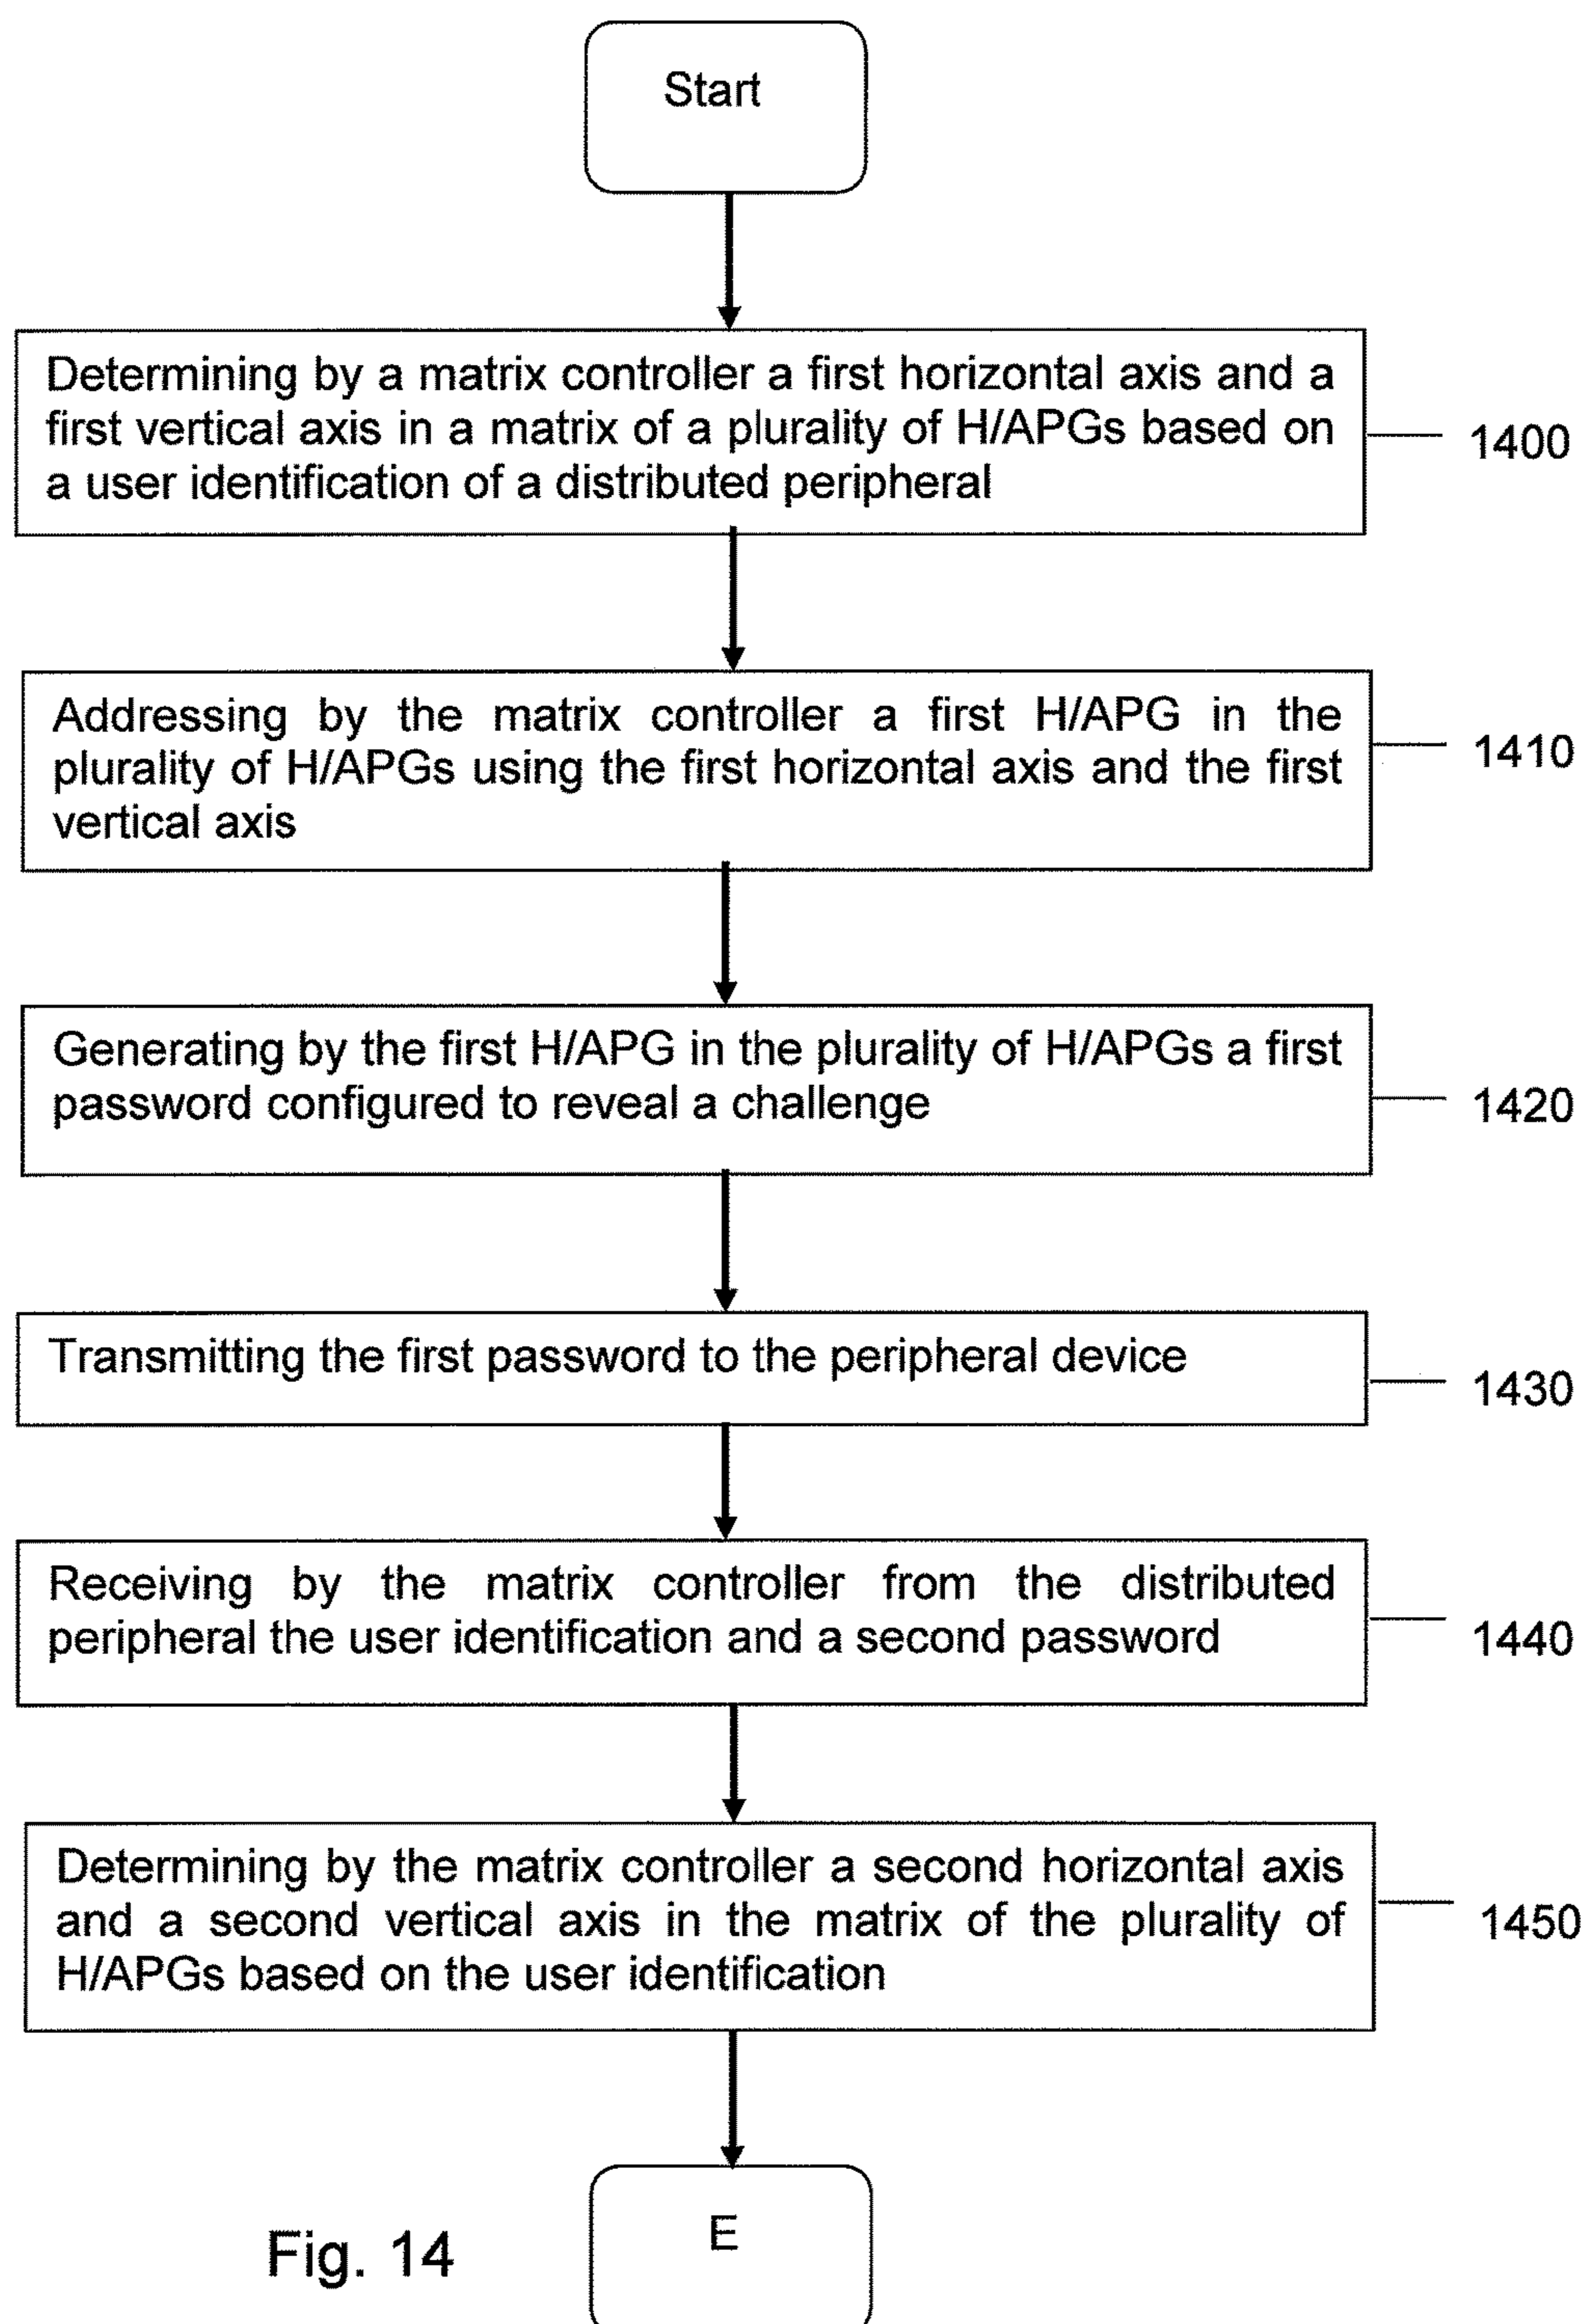 Start
Determining by a matrix controller a first horizontal axis and a
first vertical axis in a matrix of a plurality of H/APGs based on
a user identification of a distributed peripheral
1400
Addressing by the matrix controller a first H/APG in the
plurality of H/APGs using the first horizontal axis and the first
vertical axis
1410
Generating by the first H/APG in the plurality of H/APGs a first
password configured to reveal a challenge
1420
Transmitting the first password to the peripheral device
1430
Receiving by the matrix controller from the distributed
peripheral the user identification and a second password
1440
Determining by the matrix controller a second horizontal axis
and a second vertical axis in the matrix of the plurality of
H/APGs based on the user identification
1450
E
Fig. 14